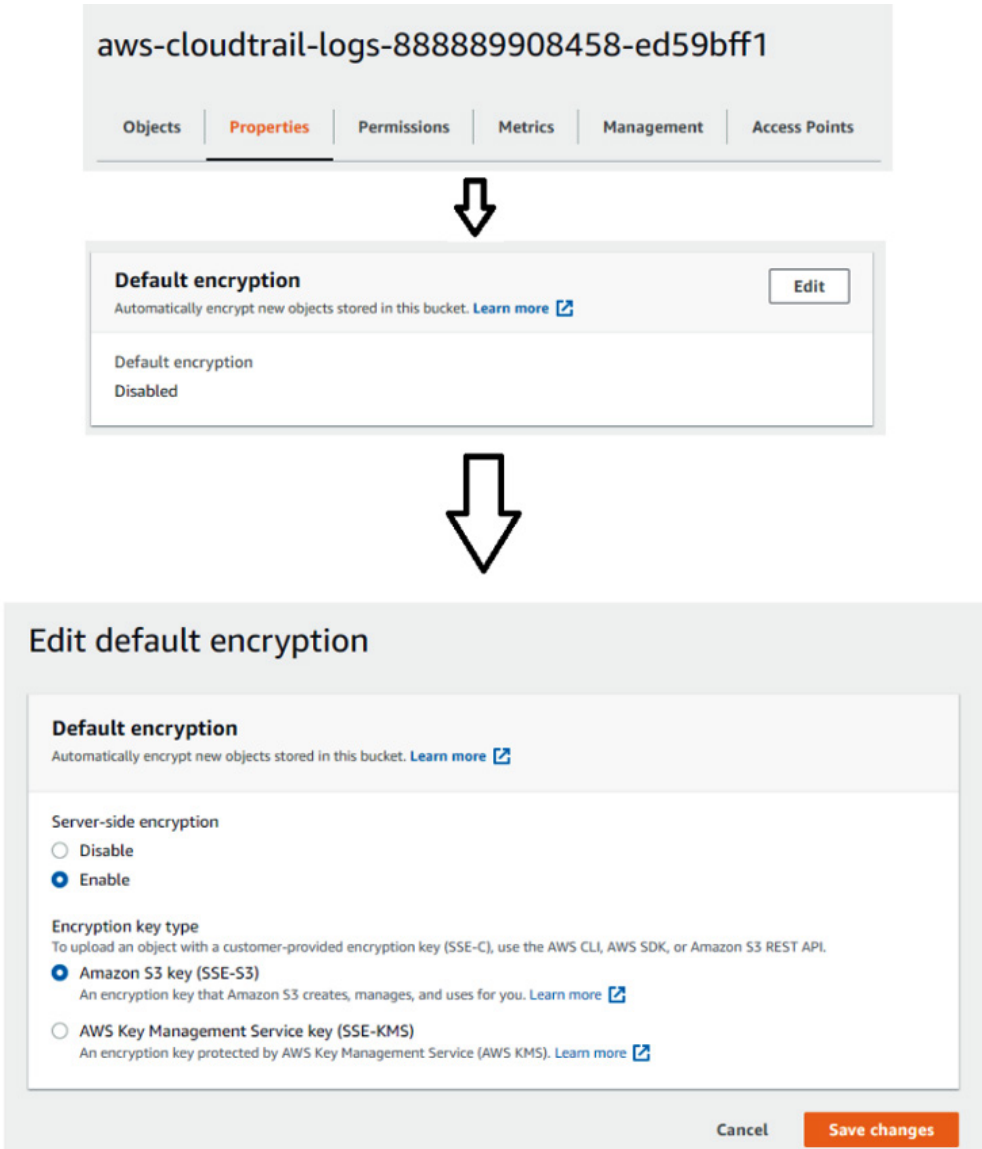 aws-cloudtrail-logs-888889908458-ed59bff1
Objects Properties Permissions Metrics Management Access Points
Default encryption Edit
Automatically encrypt new objects stored in this bucket. Learn more
Default encryption
Disabled
Edit default encryption
Default encryption
Automatically encrypt new objects stored in this bucket. Learn more
Server-side encryption
Disable
Enable
Encryption key type
To upload an object with a customer-provided encryption key (SSE-C), use the AWS CLI, AWS SDK, or Amazon S3 REST API.
Amazon S3 key (SSE-S3)
An encryption key that Amazon S3 creates, manages, and uses for you. Learn more
AWS Key Management Service key (SSE-KMS)
An encryption key protected by AWS Key Management Service (AWS KMS). Learn more
Cancel Save changes